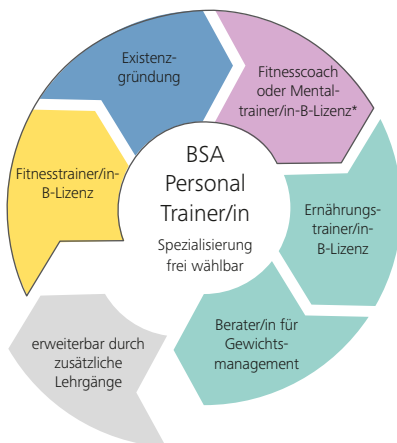 Existenz-
gründung
Fitnesscoach
oder Mental-
trainer/in-B-Lizenz*
Fitnesstrainer/in-
B-Lizenz
BSA
Personal
Trainer/in
Spezialisierung
frei wählbar
Ernährungs-
trainer/in-
B-Lizenz
Berater/in für
Gewichts-
management
erweiterbar durch
zusätzliche
Lehrgänge